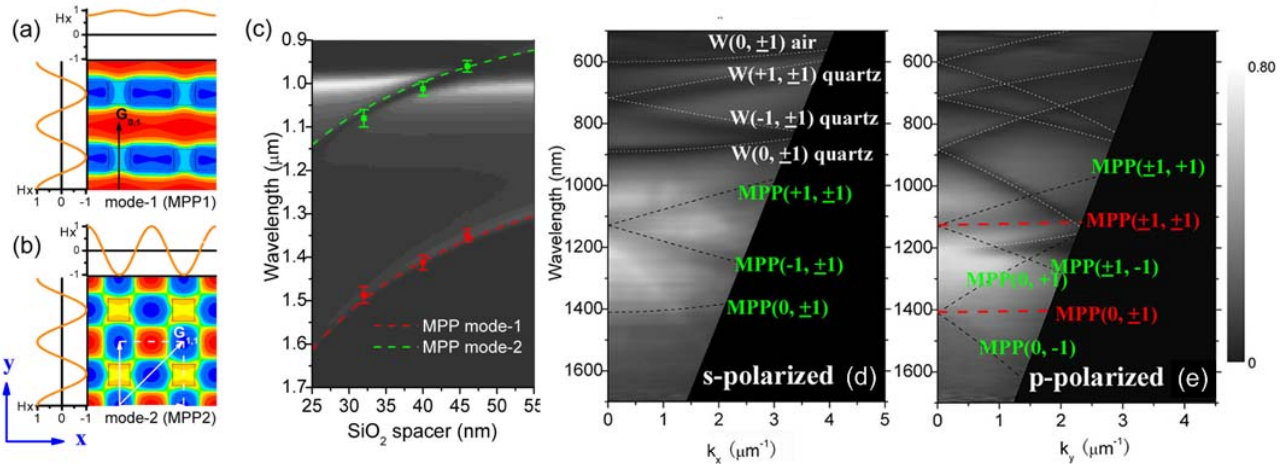 (a)
Hx
1
0
-1
G0,1
Hx
1 0 -1
mode-1 (MPP1)
(b)
Hx
1
0
-1
G1,1
y
Hx
1 0 -1
mode-2 (MPP2)
x
(c)
Wavelength (μm)
0.9
1.0
1.1
1.2
1.3
1.4
1.5
1.6
1.7
MPP mode-1
MPP mode-2
25 30 35 40 45 50 55
SiO2 spacer (nm)
Wavelength (nm)
600
800
1000
1200
1400
1600
W(0, ±1) air
W(+1, ±1) quartz
W(-1, ±1) quartz
W(0, ±1) quartz
MPP(+1, ±1)
MPP(-1, ±1)
MPP(0, ±1)
s-polarized (d)
0 1 2 3 4 5
kx (μm-1)
Wavelength (nm)
600
800
1000
1200
1400
1600
MPP(±1, +1)
MPP(±1, ±1)
MPP(±1, -1)
MPP(0, +1)
MPP(0, ±1)
MPP(0, -1)
p-polarized (e)
0 1 2 3 4
ky (μm-1)
0.80
0